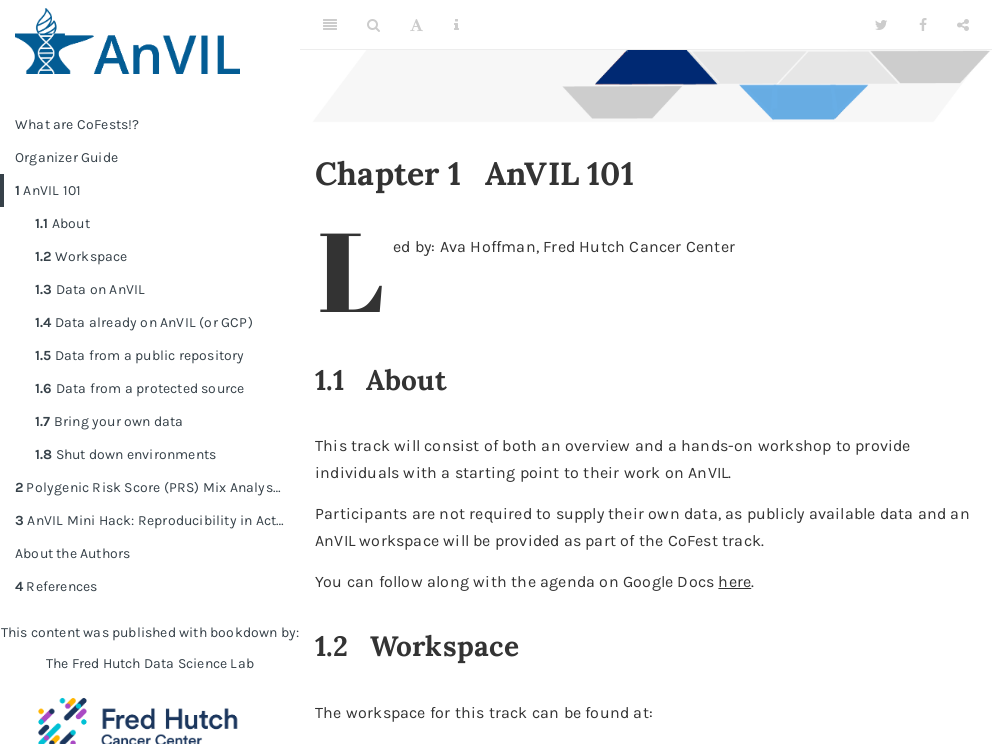 AnVIL
What are CoFests!?
Organizer Guide
1 AnVIL 101
1.1 About
1.2 Workspace
1.3 Data on AnVIL
1.4 Data already on AnVIL (or GCP)
1.5 Data from a public repository
1.6 Data from a protected source
1.7 Bring your own data
1.8 Shut down environments
2 Polygenic Risk Score (PRS) Mix Analys…
3 AnVIL Mini Hack: Reproducibility in Act…
About the Authors
4 References
This content was published with bookdown by:
The Fred Hutch Data Science Lab
Fred Hutch
Cancer Center
A
Chapter 1 AnVIL 101
Led by: Ava Hoffman, Fred Hutch Cancer Center
1.1 About
This track will consist of both an overview and a hands-on workshop to provide
individuals with a starting point to their work on AnVIL.
Participants are not required to supply their own data, as publicly available data and an
AnVIL workspace will be provided as part of the CoFest track.
You can follow along with the agenda on Google Docs here.
1.2 Workspace
The workspace for this track can be found at: